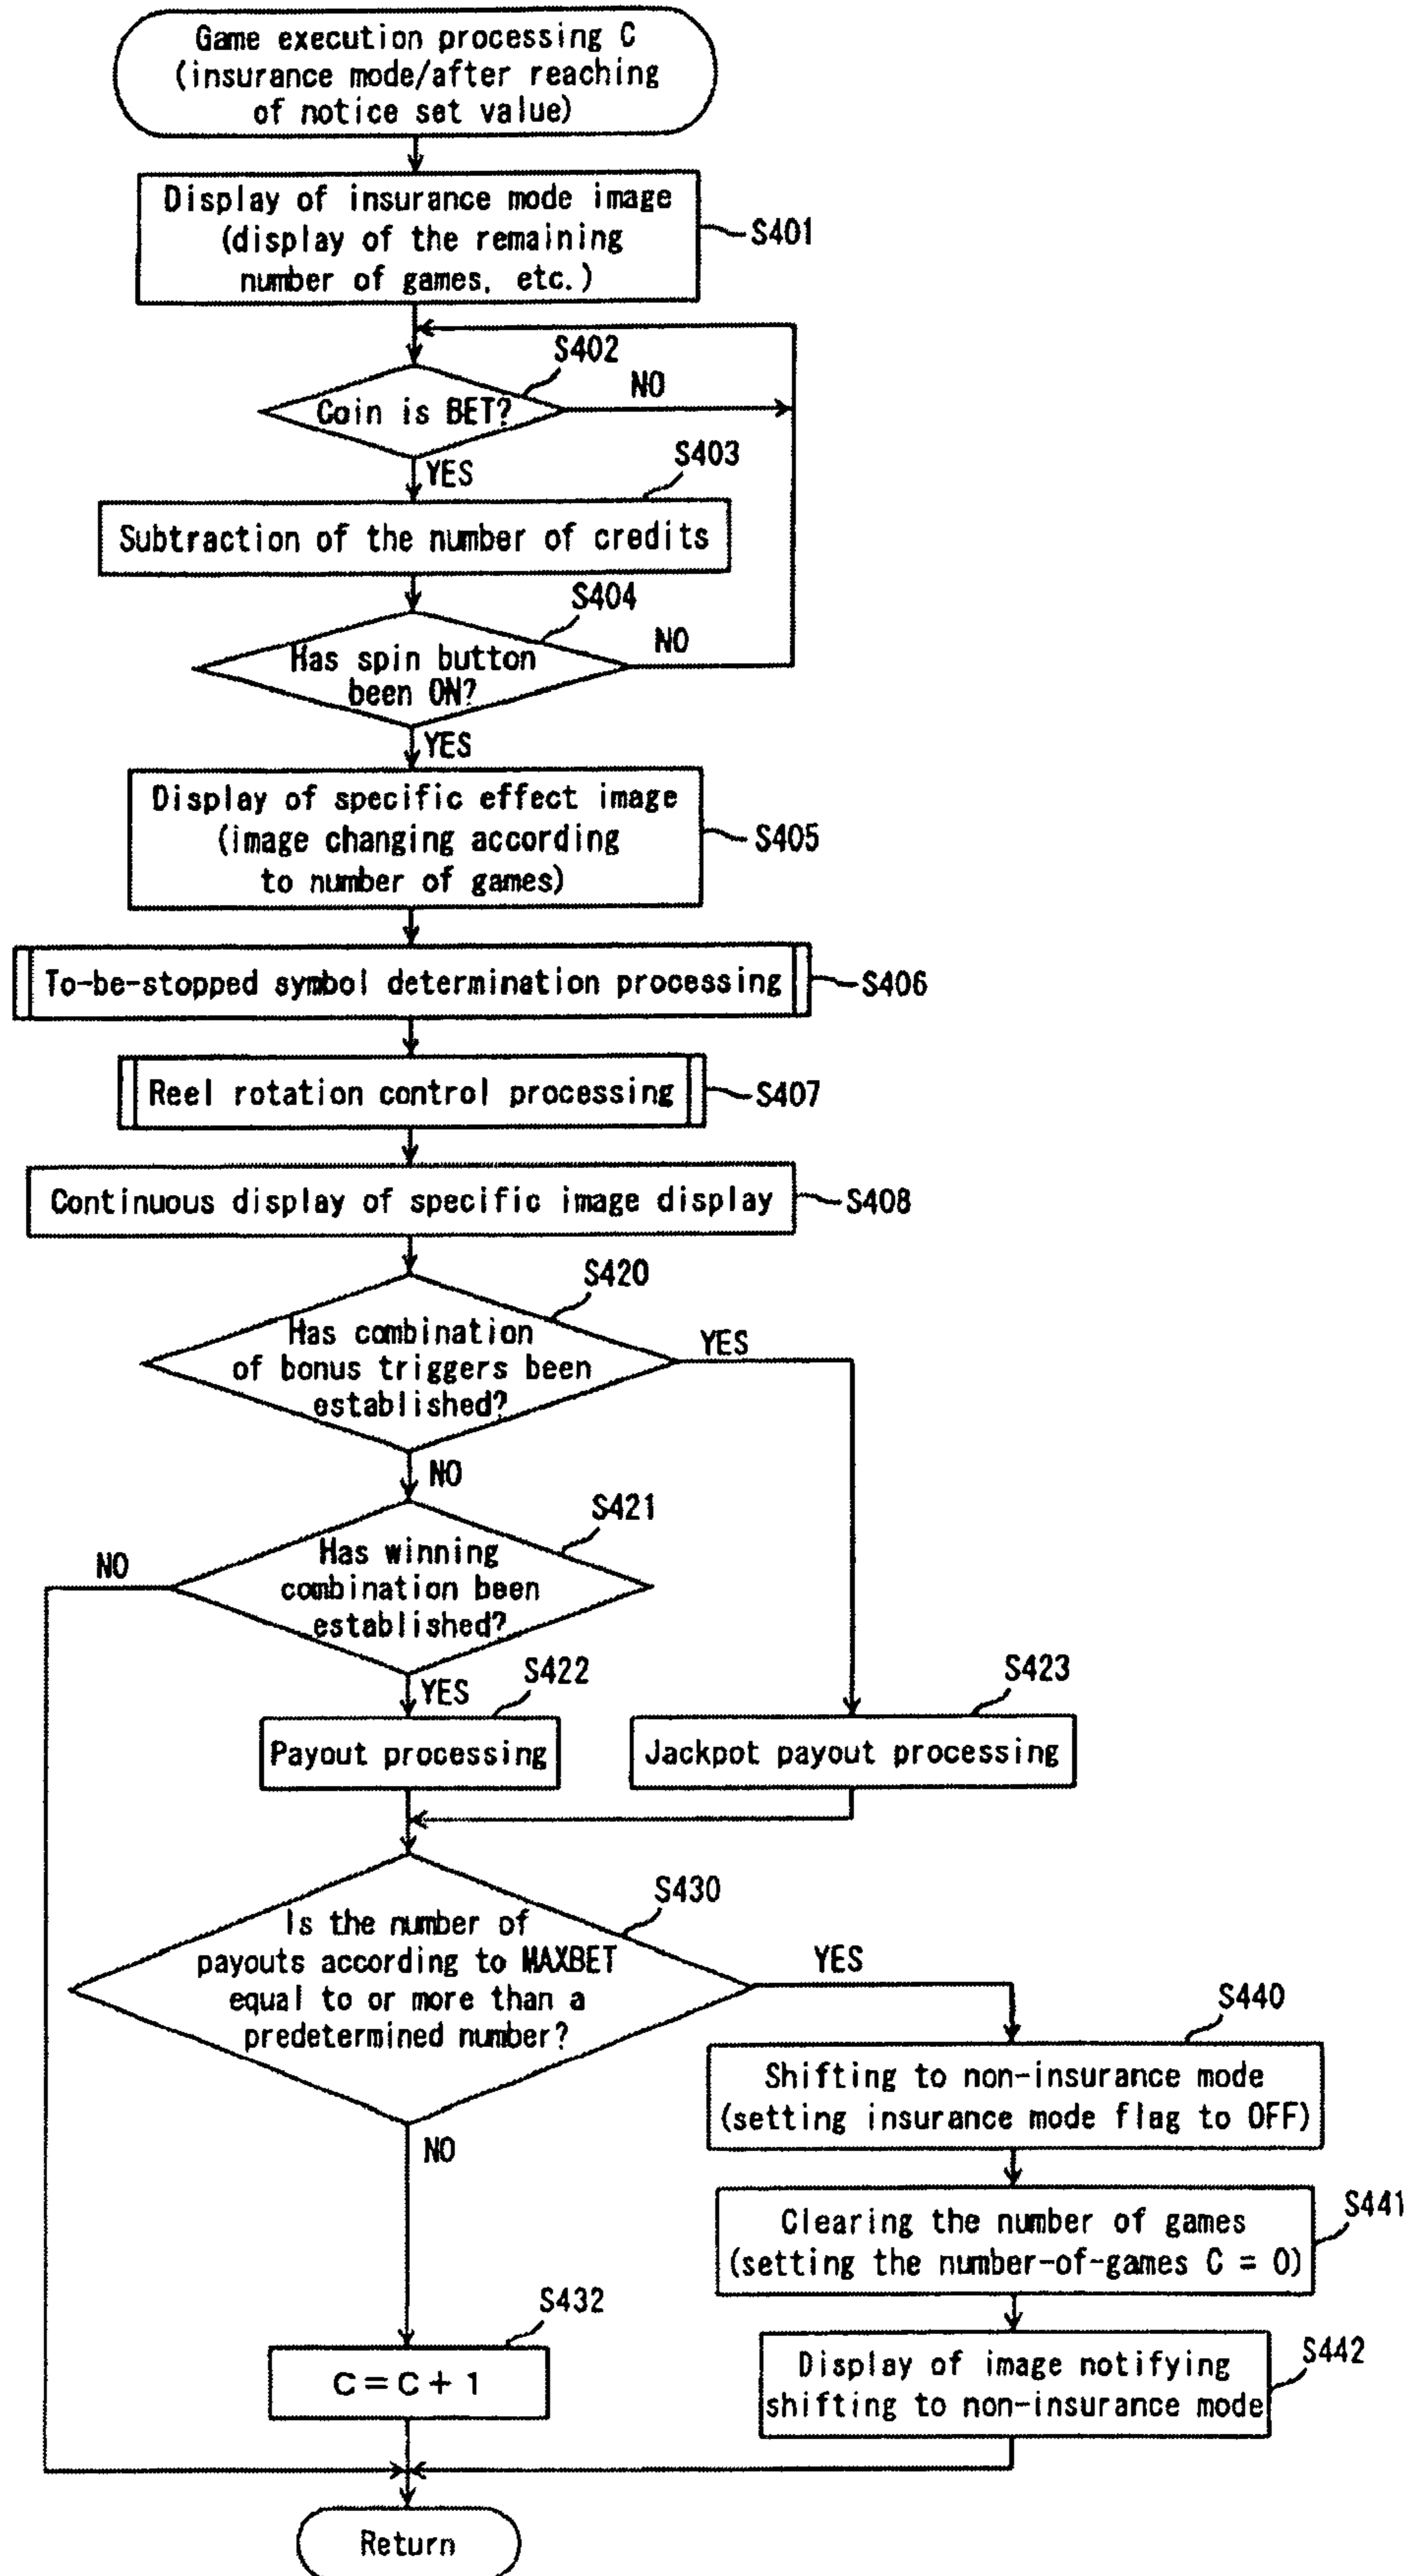 Game execution processing C
(insurance mode/after reaching
of notice set value)
Display of insurance mode image
(display of the remaining
number of games, etc.)
S401
S402
Coin is BET?
NO
YES
S403
Subtraction of the number of credits
S404
Has spin button
been ON?
NO
YES
Display of specific effect image
(image changing according
to number of games)
S405
To-be-stopped symbol determination processing
S406
Reel rotation control processing
S407
Continuous display of specific image display
S408
S420
Has combination
of bonus triggers been
established?
YES
NO
S421
Has winning
combination been
established?
NO
YES
S422
Payout processing
S423
Jackpot payout processing
S430
Is the number of
payouts according to MAXBET
equal to or more than a
predetermined number?
YES
NO
S440
Shifting to non-insurance mode
(setting insurance mode flag to OFF)
S441
Clearing the number of games
(setting the number-of-games C = 0)
S432
C = C + 1
S442
Display of image notifying
shifting to non-insurance mode
Return